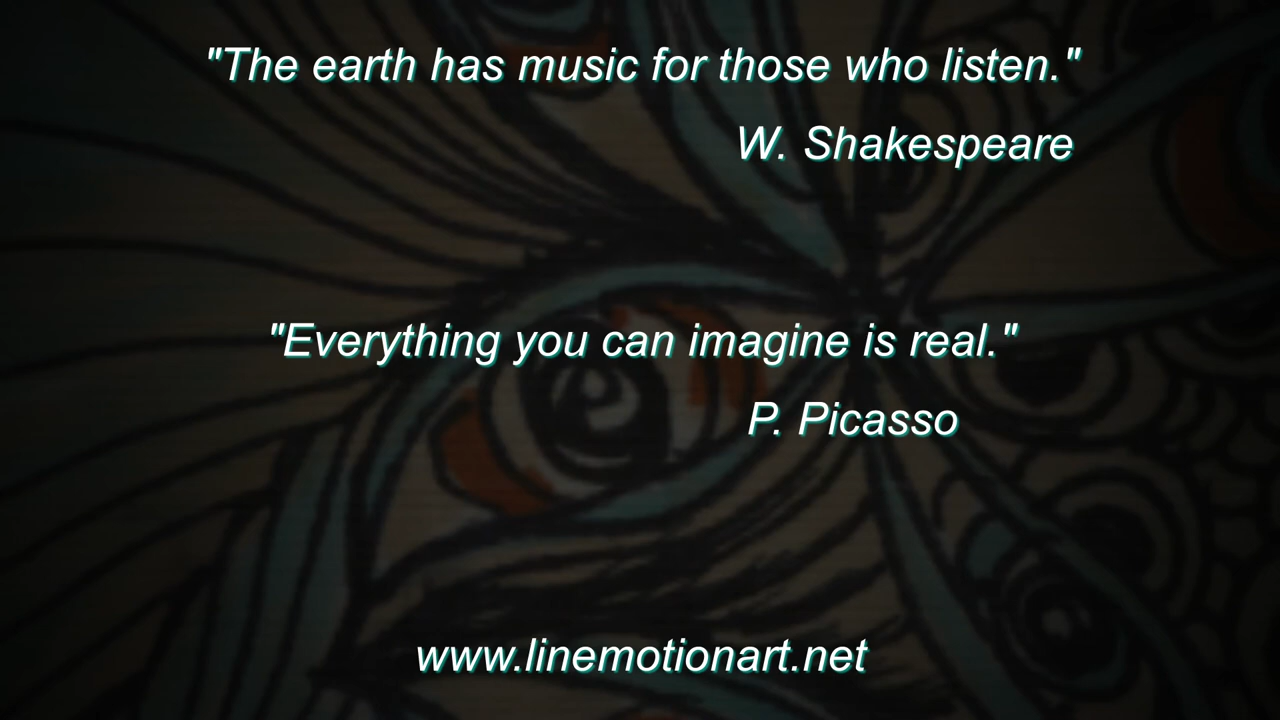 "The earth has music for those who listen."
W. Shakespeare
"Everything you can imagine is real."
P. Picasso
www.linemotionart.net